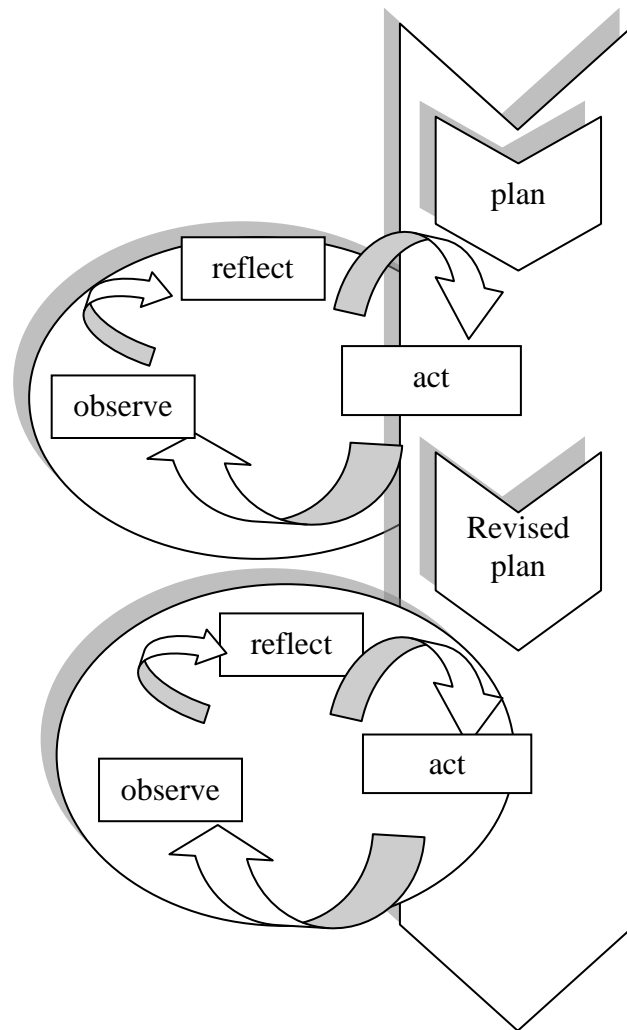 plan
reflect
act
observe
Revised
plan
reflect
act
observe